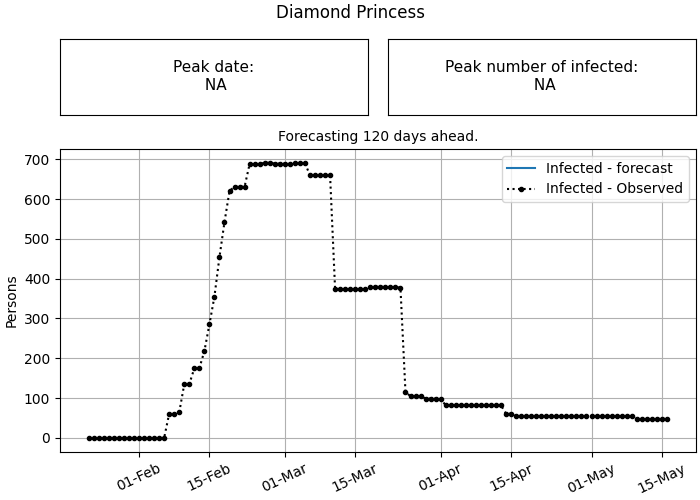 Diamond Princess
Peak date:
NA
Peak number of infected:
NA
Forecasting 120 days ahead.
Infected - forecast
Infected - Observed
Persons
700
600
500
400
300
200
100
0
01-Feb
15-Feb
01-Mar
15-Mar
01-Apr
15-Apr
01-May
15-May